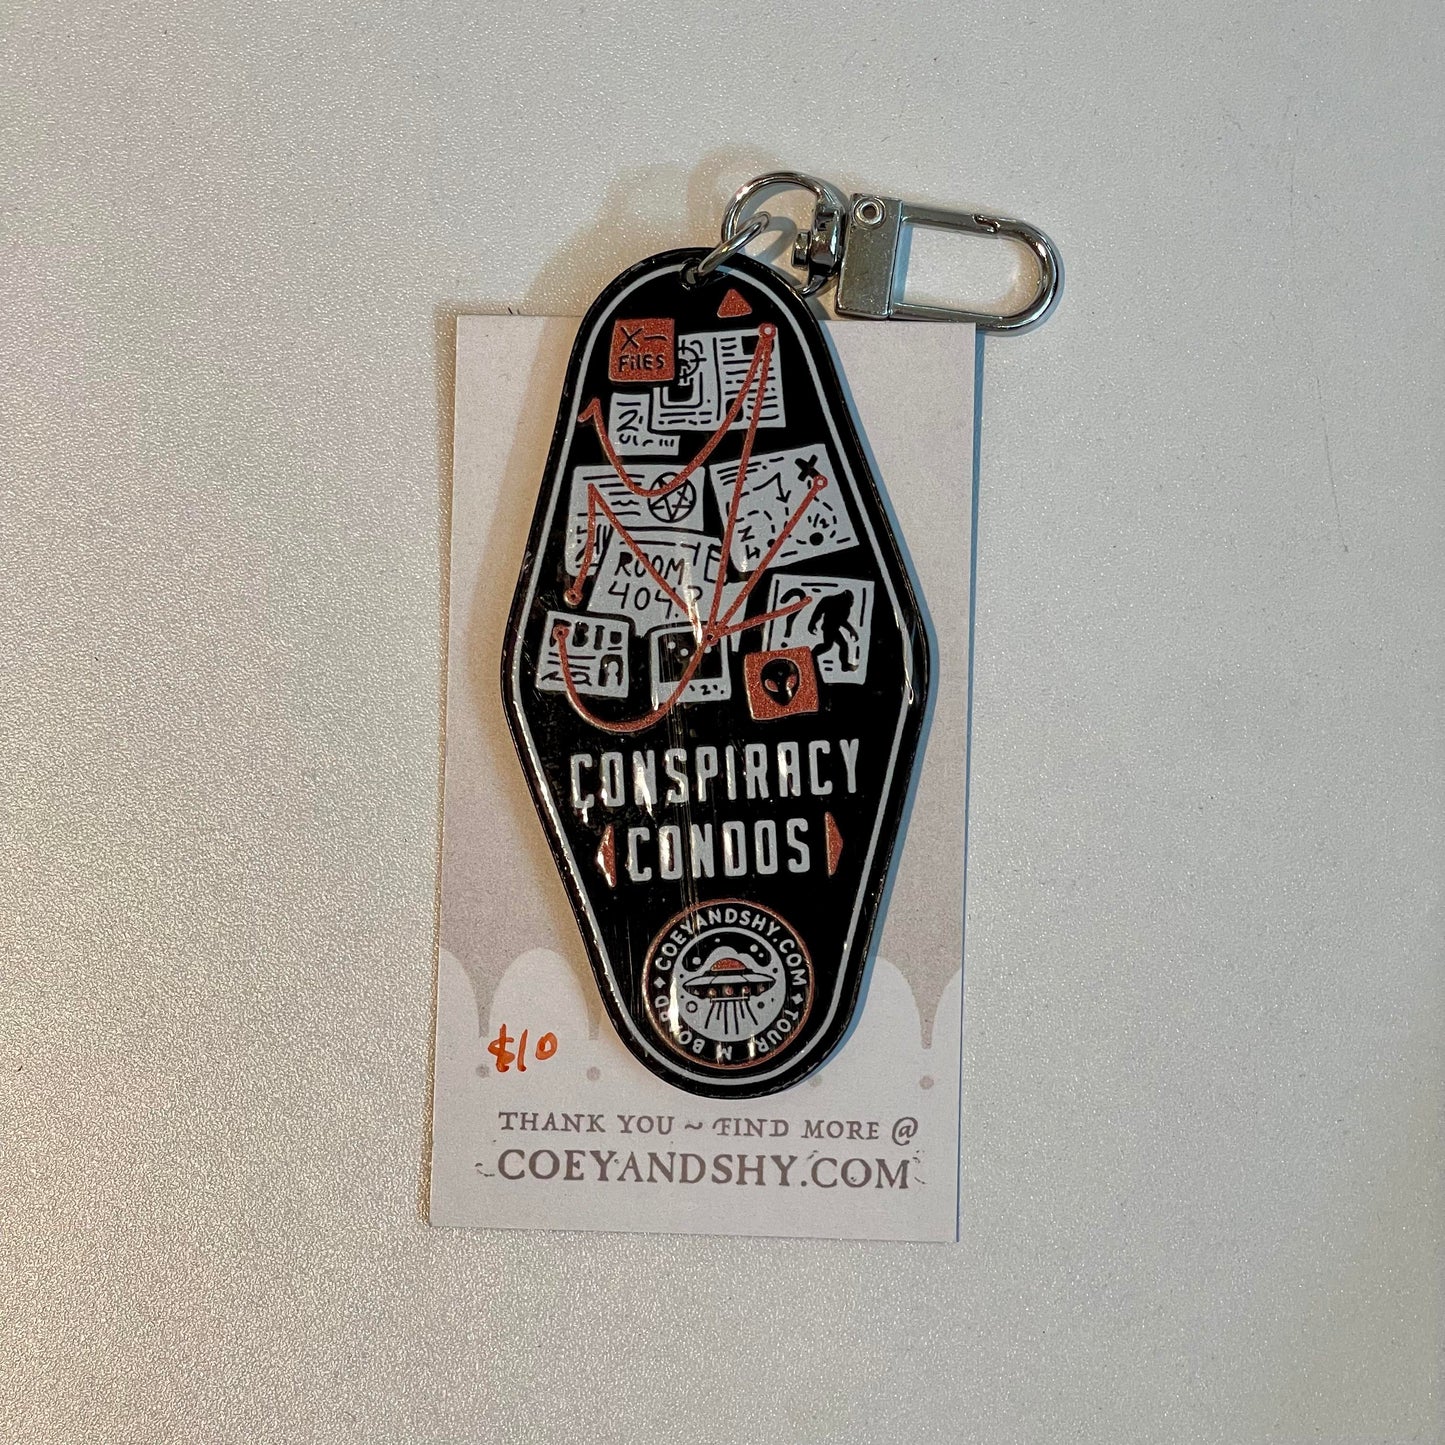 X-
FILES
ROOM
404?
CONSPIRACY
CONDOS
COEYANDSHY.COM
$10
THANK YOU ~ FIND MORE @
COEYANDSHY.COM